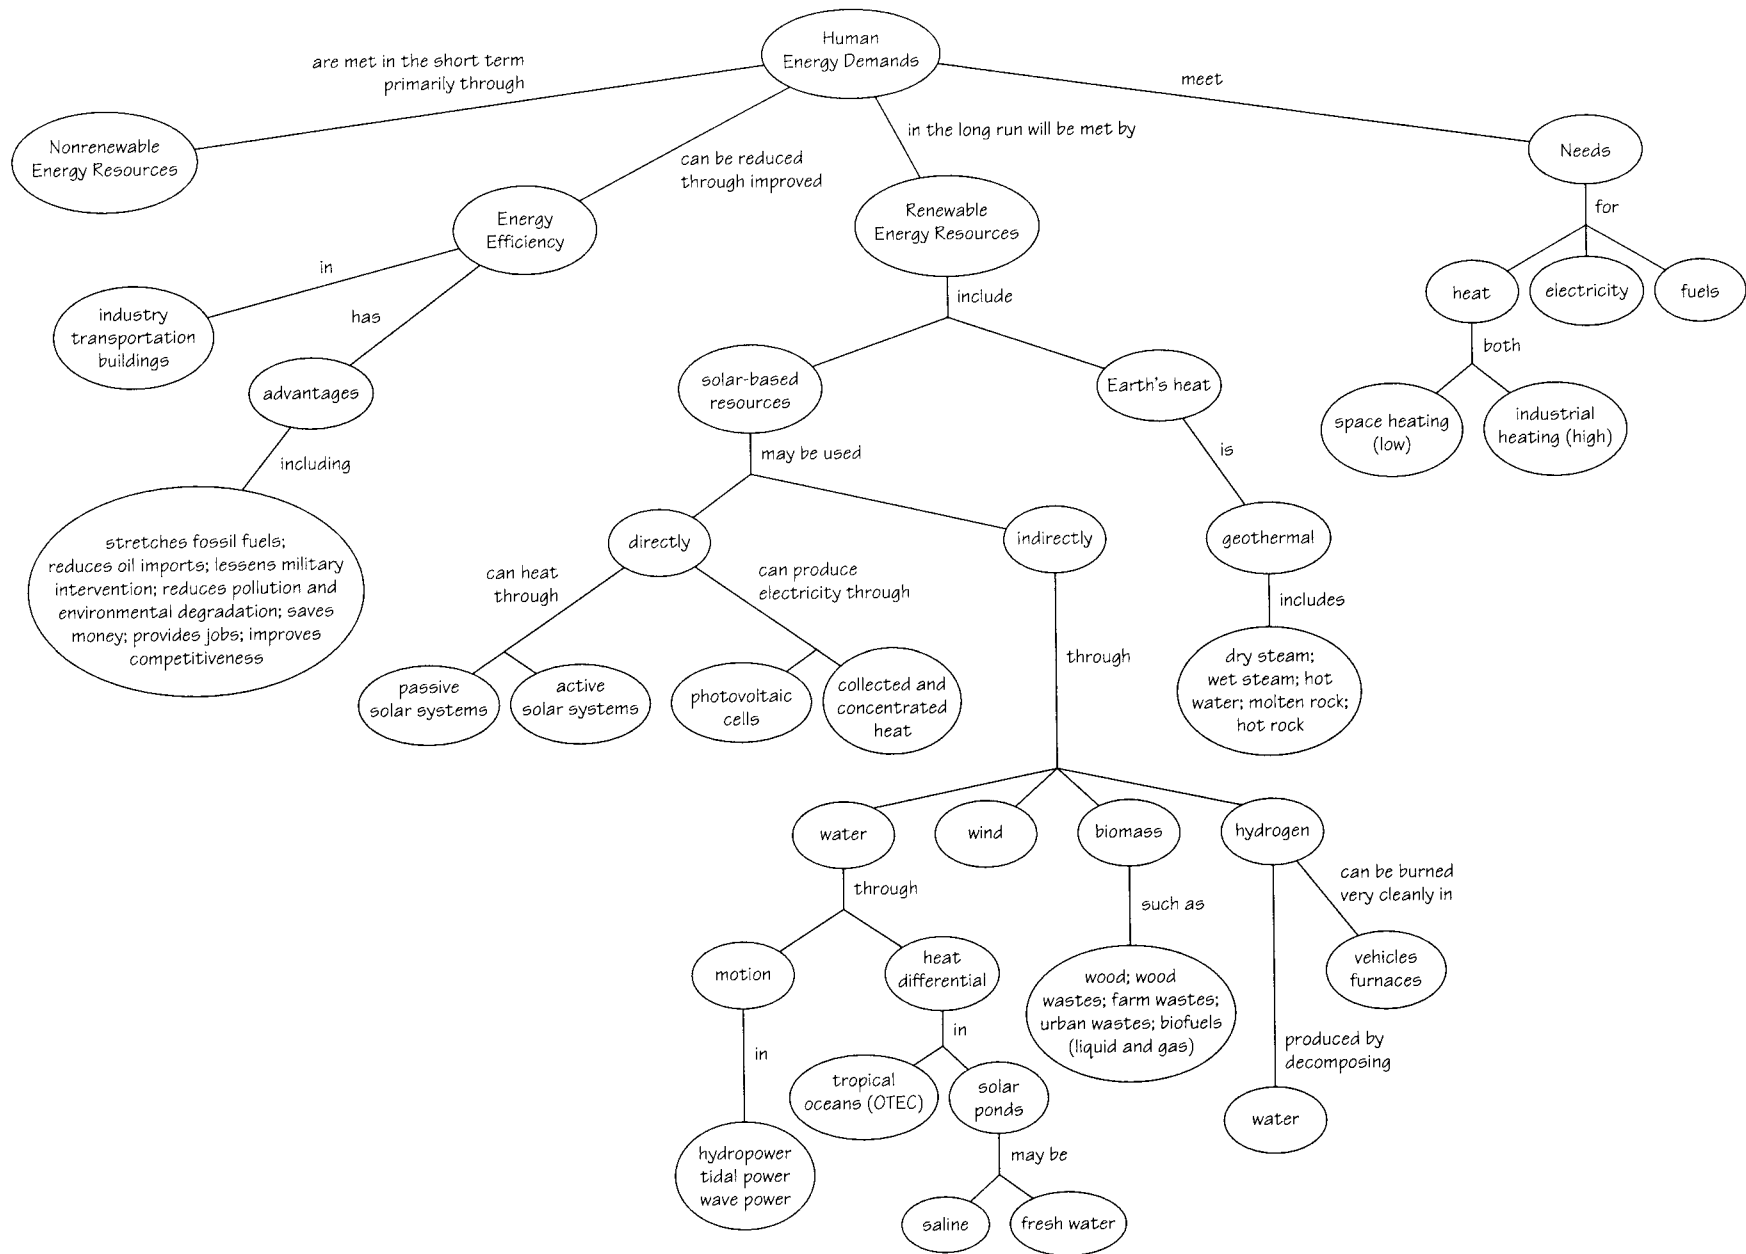 Human
Energy Demands
are met in the short term
primarily through
meet
in the long run will be met by
can be reduced
through improved
Nonrenewable
Energy Resources
Needs
for
Energy
Efficiency
Renewable
Energy Resources
in
include
heat
electricity
fuels
industry
transportation
buildings
has
both
advantages
solar-based
resources
Earth's heat
space heating
(low)
industrial
heating (high)
including
may be used
is
stretches fossil fuels;
reduces oil imports; lessens military
intervention; reduces pollution and
environmental degradation; saves
money; provides jobs; improves
competitiveness
directly
indirectly
geothermal
can heat
through
can produce
electricity through
includes
through
passive
solar systems
active
solar systems
photovoltaic
cells
collected and
concentrated
heat
dry steam;
wet steam; hot
water; molten rock;
hot rock
water
wind
biomass
hydrogen
through
such as
can be burned
very cleanly in
motion
heat
differential
wood; wood
wastes; farm wastes;
urban wastes; biofuels
(liquid and gas)
vehicles
furnaces
in
in
produced by
decomposing
tropical
oceans (OTEC)
solar
ponds
water
hydropower
tidal power
wave power
may be
saline
fresh water